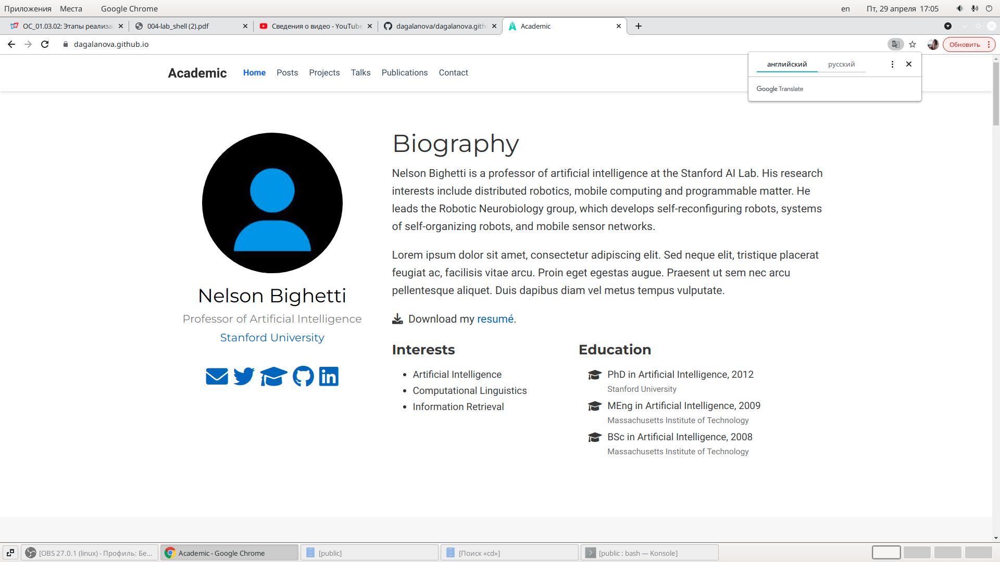 Приложения Места Google Chrome en Пт, 29 апреля 17:05
ОС_01.03.02: Этапы реализа 004-lab_shell (2).pdf Сведения о видео - YouTube dagalanova/dagalanova.gith Academic
dagalanova.github.io Обновить
английский русский
Google Translate
Academic Home Posts Projects Talks Publications Contact
Nelson Bighetti
Professor of Artificial Intelligence
Stanford University
Biography
Nelson Bighetti is a professor of artificial intelligence at the Stanford AI Lab. His research
interests include distributed robotics, mobile computing and programmable matter. He
leads the Robotic Neurobiology group, which develops self-reconfiguring robots, systems
of self-organizing robots, and mobile sensor networks.
Lorem ipsum dolor sit amet, consectetur adipiscing elit. Sed neque elit, tristique placerat
feugiat ac, facilisis vitae arcu. Proin eget egestas augue. Praesent ut sem nec arcu
pellentesque aliquet. Duis dapibus diam vel metus tempus vulputate.
Download my resumé.
Interests
Artificial Intelligence
Computational Linguistics
Information Retrieval
Education
PhD in Artificial Intelligence, 2012
Stanford University
MEng in Artificial Intelligence, 2009
Massachusetts Institute of Technology
BSc in Artificial Intelligence, 2008
Massachusetts Institute of Technology
[OBS 27.0.1 (linux) - Профиль: Бе... Academic - Google Chrome [public] [Поиск «cd»] [public : bash — Konsole]